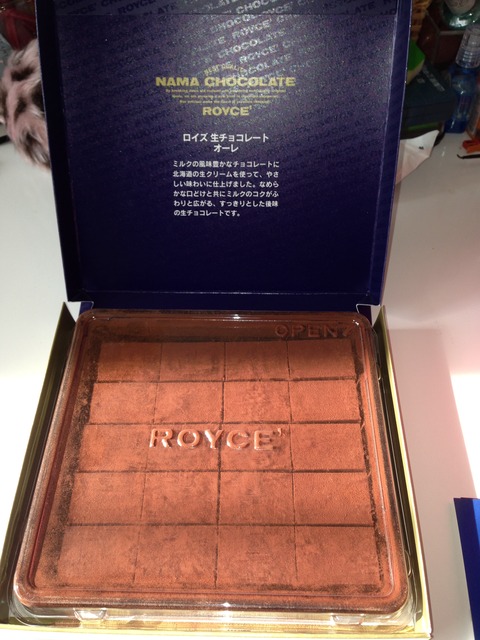 NAMA CHOCOLATE
ROYCE'
ロイズ 生チョコレート
オーレ
ミルクの風味豊かなチョコレートに
北海道の生クリームを使って、やさ
しい味わいに仕上げました。なめら
かな口どけと共にミルクのコクがふ
わりと広がる、すっきりとした後味
の生チョコレートです。
OPEN
ROYCE'